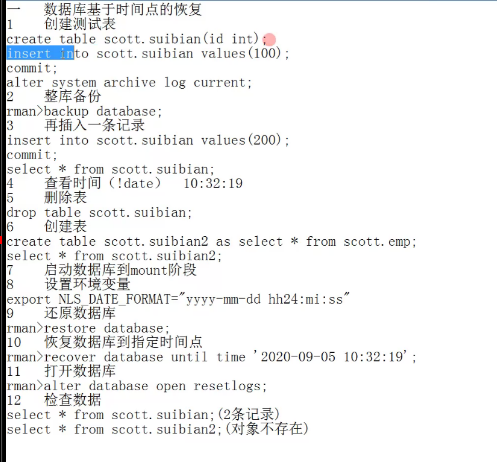 一 数据库基于时间点的恢复
1 创建测试表
create table scott.suibian(id int);
insert into scott.suibian values(100);
commit;
alter system archive log current;
2 整库备份
rman>backup database;
3 再插入一条记录
insert into scott.suibian values(200);
commit;
select * from scott.suibian;
4 查看时间（!date） 10:32:19
5 删除表
drop table scott.suibian;
6 创建表
create table scott.suibian2 as select * from scott.emp;
select * from scott.suibian2;
7 启动数据库到mount阶段
8 设置环境变量
export NLS_DATE_FORMAT="yyyy-mm-dd hh24:mi:ss"
9 还原数据库
rman>restore database;
10 恢复数据库到指定时间点
rman>recover database until time '2020-09-05 10:32:19';
11 打开数据库
rman>alter database open resetlogs;
12 检查数据
select * from scott.suibian;(2条记录)
select * from scott.suibian2;(对象不存在)